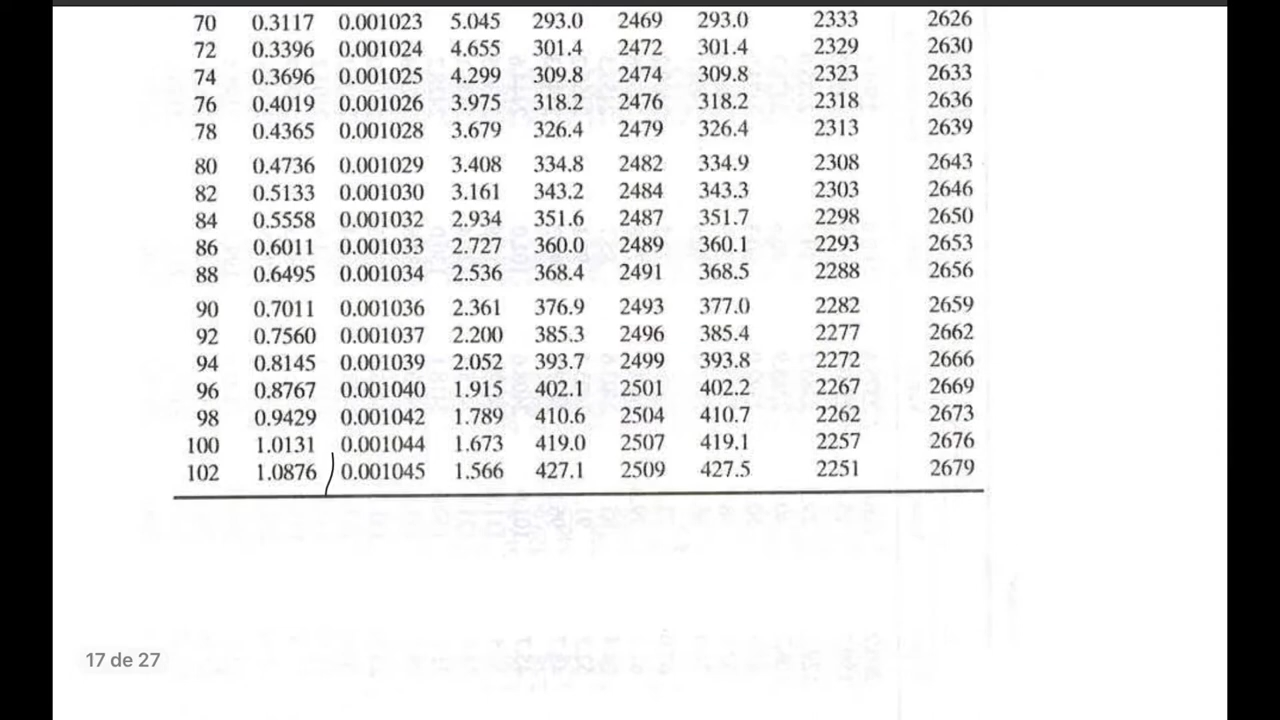 70 0.3117 0.001023 5.045 293.0 2469 293.0 2333 2626
72 0.3396 0.001024 4.655 301.4 2472 301.4 2329 2630
74 0.3696 0.001025 4.299 309.8 2474 309.8 2323 2633
76 0.4019 0.001026 3.975 318.2 2476 318.2 2318 2636
78 0.4365 0.001028 3.679 326.4 2479 326.4 2313 2639
80 0.4736 0.001029 3.408 334.8 2482 334.9 2308 2643
82 0.5133 0.001030 3.161 343.2 2484 343.3 2303 2646
84 0.5558 0.001032 2.934 351.6 2487 351.7 2298 2650
86 0.6011 0.001033 2.727 360.0 2489 360.1 2293 2653
88 0.6495 0.001034 2.536 368.4 2491 368.5 2288 2656
90 0.7011 0.001036 2.361 376.9 2493 377.0 2282 2659
92 0.7560 0.001037 2.200 385.3 2496 385.4 2277 2662
94 0.8145 0.001039 2.052 393.7 2499 393.8 2272 2666
96 0.8767 0.001040 1.915 402.1 2501 402.2 2267 2669
98 0.9429 0.001042 1.789 410.6 2504 410.7 2262 2673
100 1.0131 0.001044 1.673 419.0 2507 419.1 2257 2676
102 1.0876 0.001045 1.566 427.1 2509 427.5 2251 2679
17 de 27